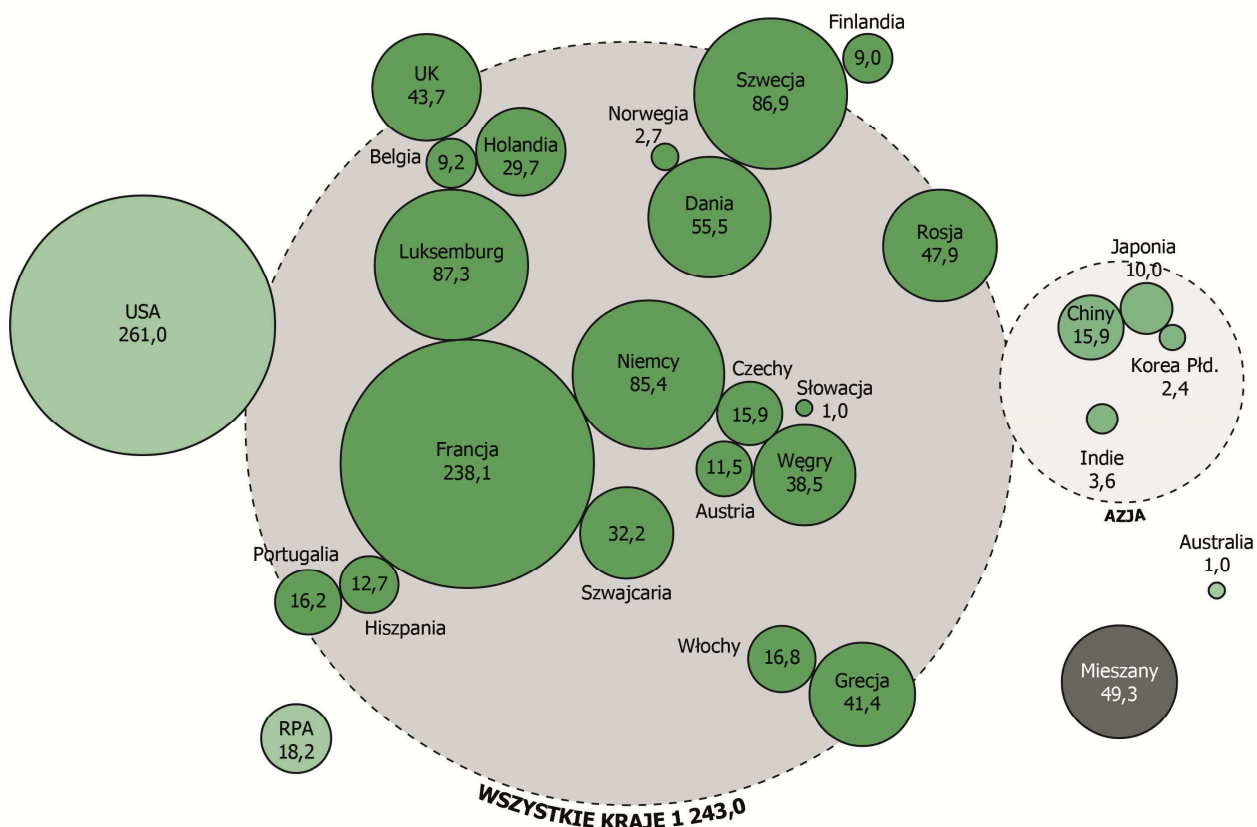 Finlandia
9,0
UK
43,7
Szwecja
86,9
Norwegia
2,7
Belgia
9,2
Holandia
29,7
Dania
55,5
Luksemburg
87,3
Rosja
47,9
Japonia
10,0
USA
261,0
Chiny
15,9
Korea Płd.
2,4
Niemcy
85,4
Czechy
15,9
Słowacja
1,0
Francja
238,1
11,5
Austria
Węgry
38,5
Indie
3,6
AZJA
32,2
Szwajcaria
Portugalia
16,2
12,7
Hiszpania
Australia
1,0
Włochy
16,8
Grecja
41,4
Mieszany
49,3
RPA
18,2
WSZYSTKIE KRAJE 1 243,0